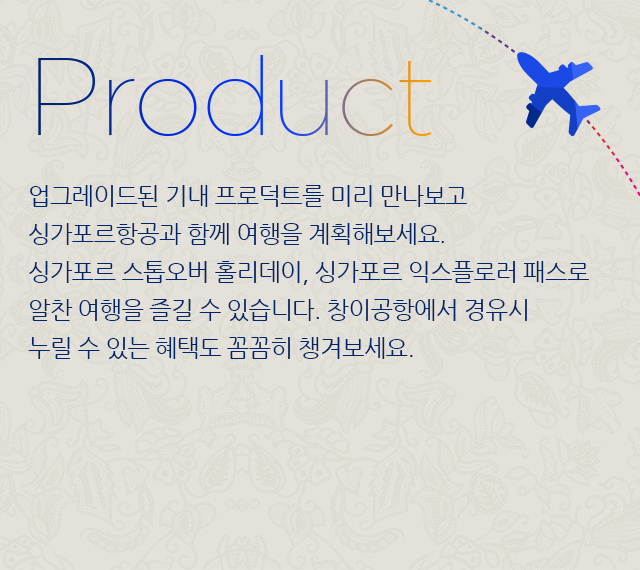 Product
업그레이드된 기내 프로덕트를 미리 만나보고
싱가포르항공과 함께 여행을 계획해보세요.
싱가포르 스톱오버 홀리데이, 싱가포르 익스플로러 패스로
알찬 여행을 즐길 수 있습니다. 창이공항에서 경유시
누릴 수 있는 혜택도 꼼꼼히 챙겨보세요.